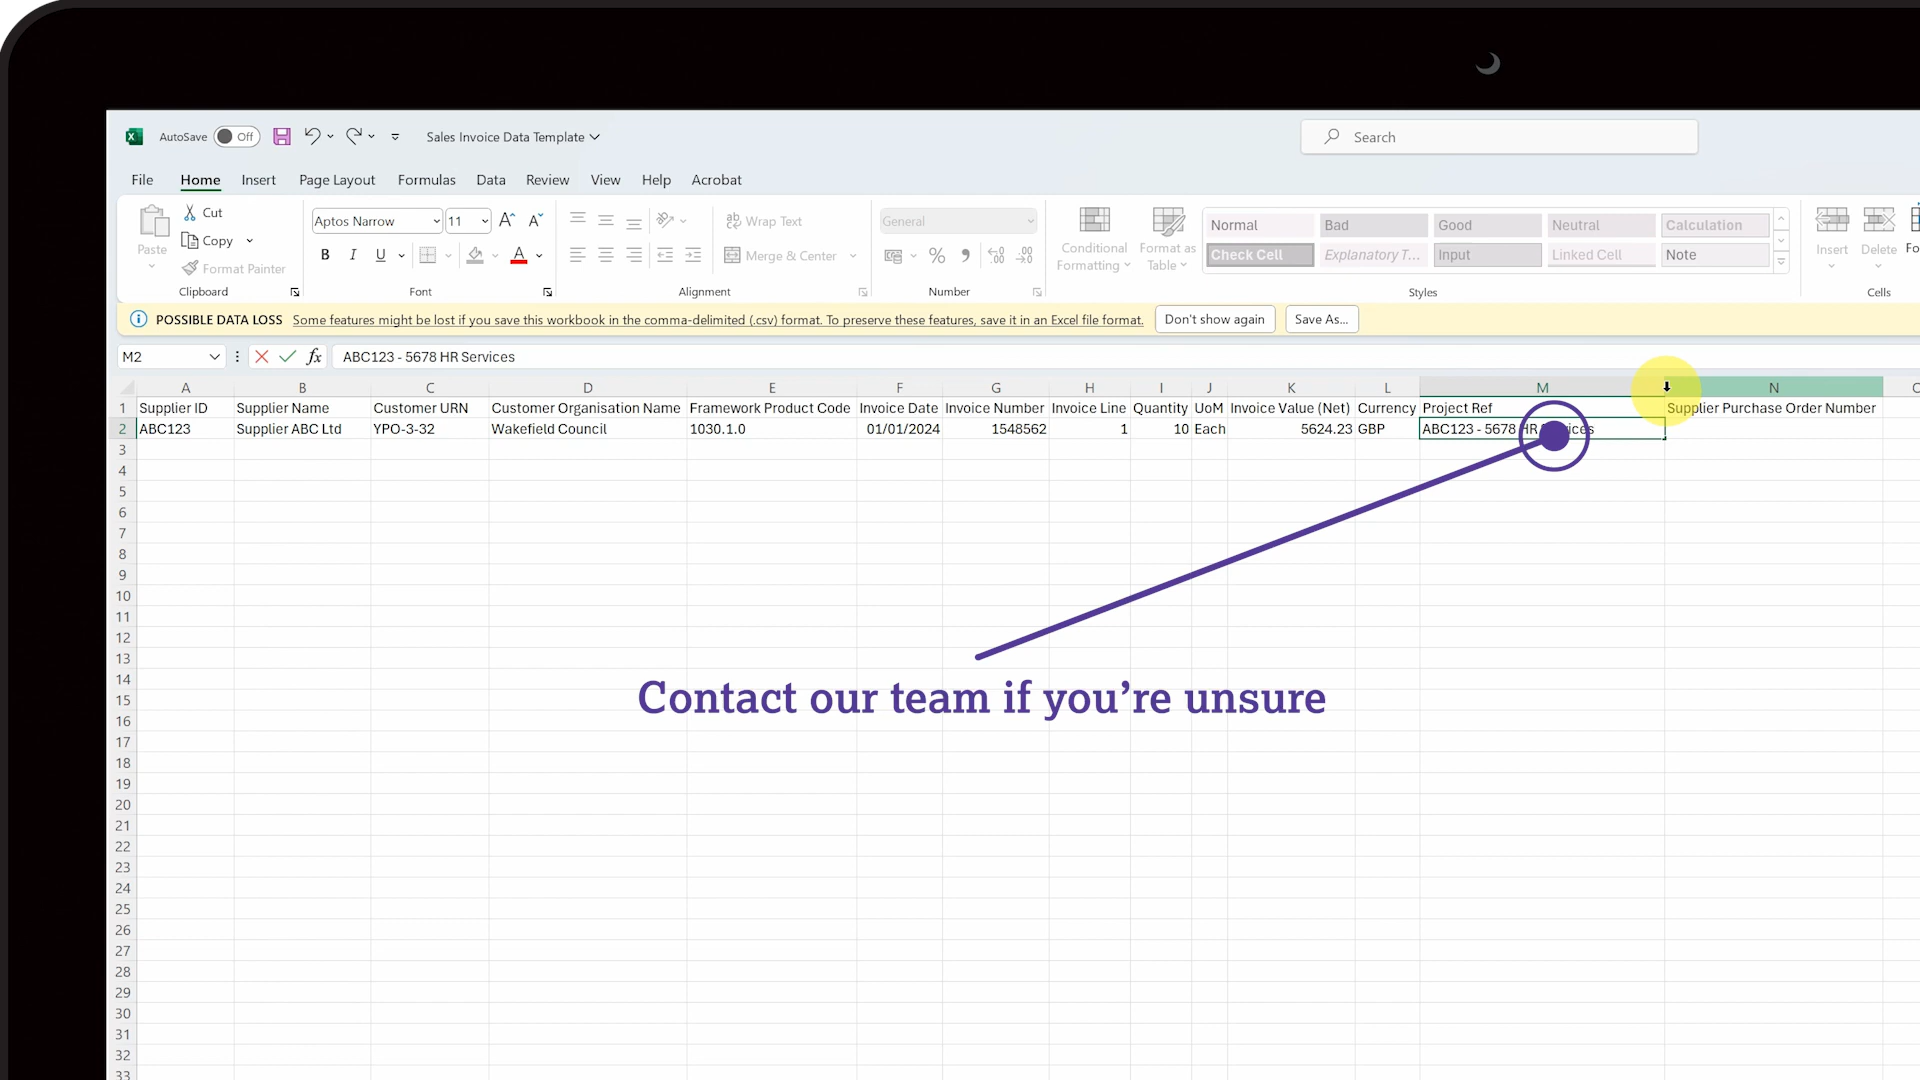 AutoSave Off Sales Invoice Data Template Search
File Home Insert Page Layout Formulas Data Review View Help Acrobat
Paste
Cut
Copy
Format Painter
Clipboard
Aptos Narrow 11
B I U
Font
Wrap Text
Merge & Center
Alignment
General
Number
Conditional
Formatting
Format as
Table
Normal Bad Good Neutral Calculation
Check Cell Explanatory T... Input Linked Cell Note
Styles
Insert Delete
Cells
POSSIBLE DATA LOSS Some features might be lost if you save this workbook in the comma-delimited (.csv) format. To preserve these features, save it in an Excel file format. Don't show again Save As...
M2 fx ABC123 - 5678 HR Services
A B C D E F G H I J K L M N
1 Supplier ID Supplier Name Customer URN Customer Organisation Name Framework Product Code Invoice Date Invoice Number Invoice Line Quantity UoM Invoice Value (Net) Currency Project Ref Supplier Purchase Order Number
2 ABC123 Supplier ABC Ltd YPO-3-32 Wakefield Council 1030.1.0 01/01/2024 1548562 1 10 Each 5624.23 GBP ABC123 - 5678 HR Services
3
4
5
6
7
8
9
10
11
12
13
14
15
16
17
18
19
20
21
22
23
24
25
26
27
28
29
30
31
32
33
Contact our team if you’re unsure